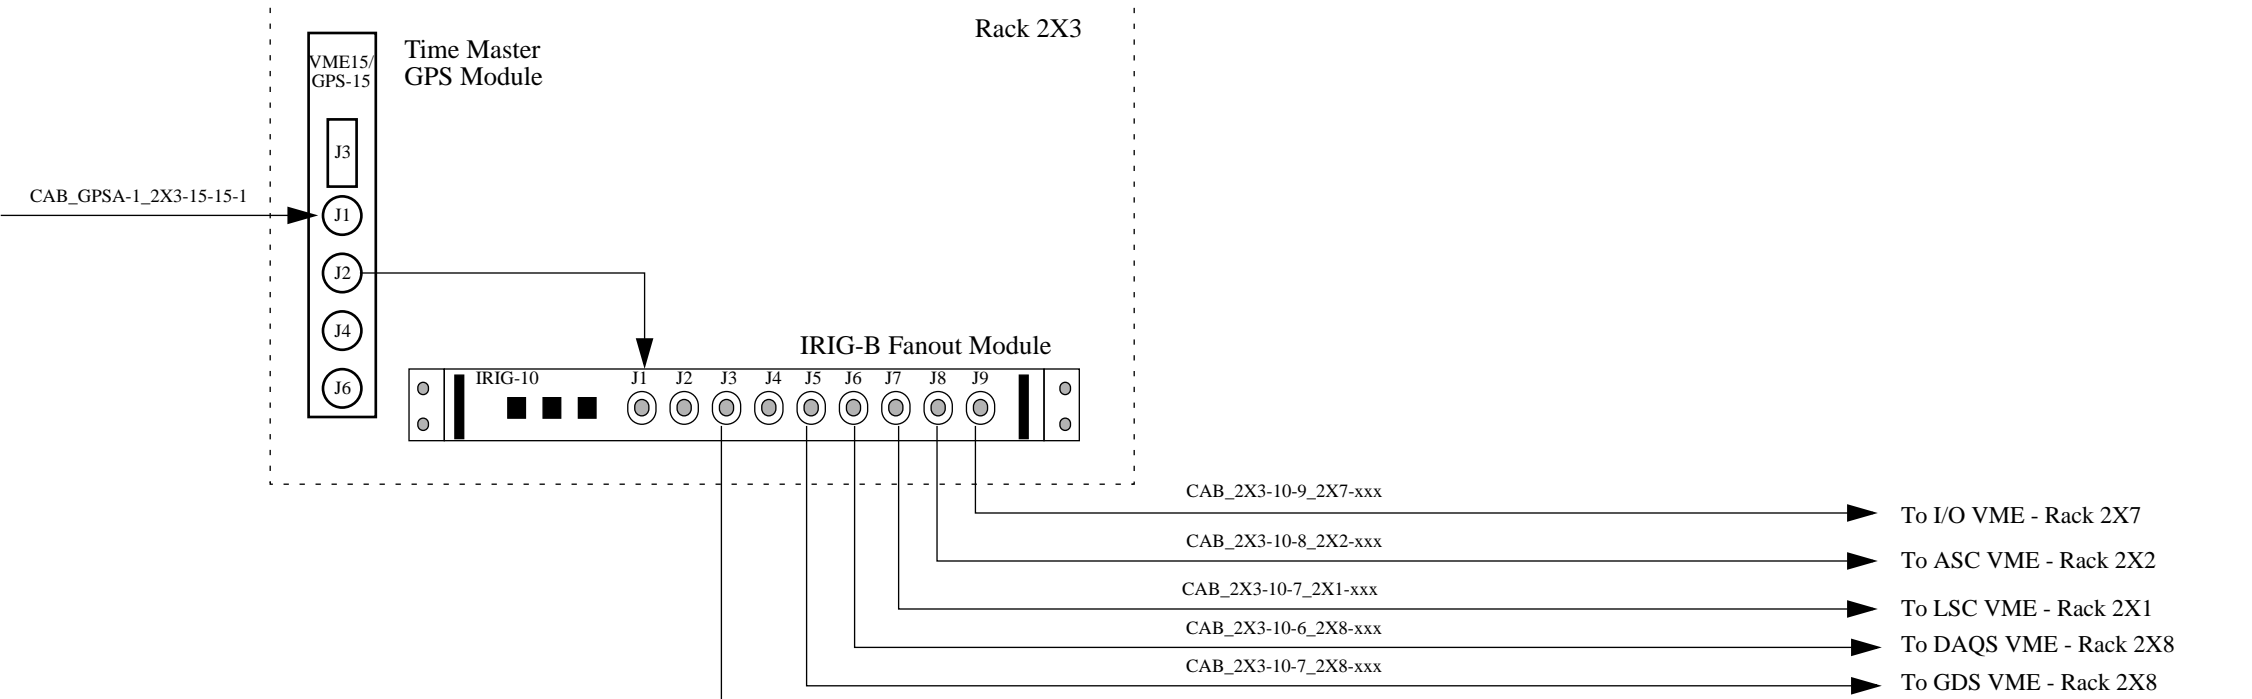 Rack 2X3
Time Master
GPS Module
VME15/
GPS-15
J3
CAB_GPSA-1_2X3-15-15-1
J1
J2
J4
J6
IRIG-B Fanout Module
IRIG-10
J1 J2 J3 J4 J5 J6 J7 J8 J9
CAB_2X3-10-9_2X7-xxx
To I/O VME - Rack 2X7
CAB_2X3-10-8_2X2-xxx
To ASC VME - Rack 2X2
CAB_2X3-10-7_2X1-xxx
To LSC VME - Rack 2X1
CAB_2X3-10-6_2X8-xxx
To DAQS VME - Rack 2X8
CAB_2X3-10-7_2X8-xxx
To GDS VME - Rack 2X8